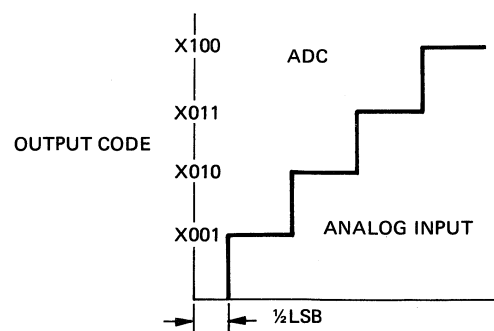 X100
ADC
X011
OUTPUT CODE
X010
X001
ANALOG INPUT
½LSB